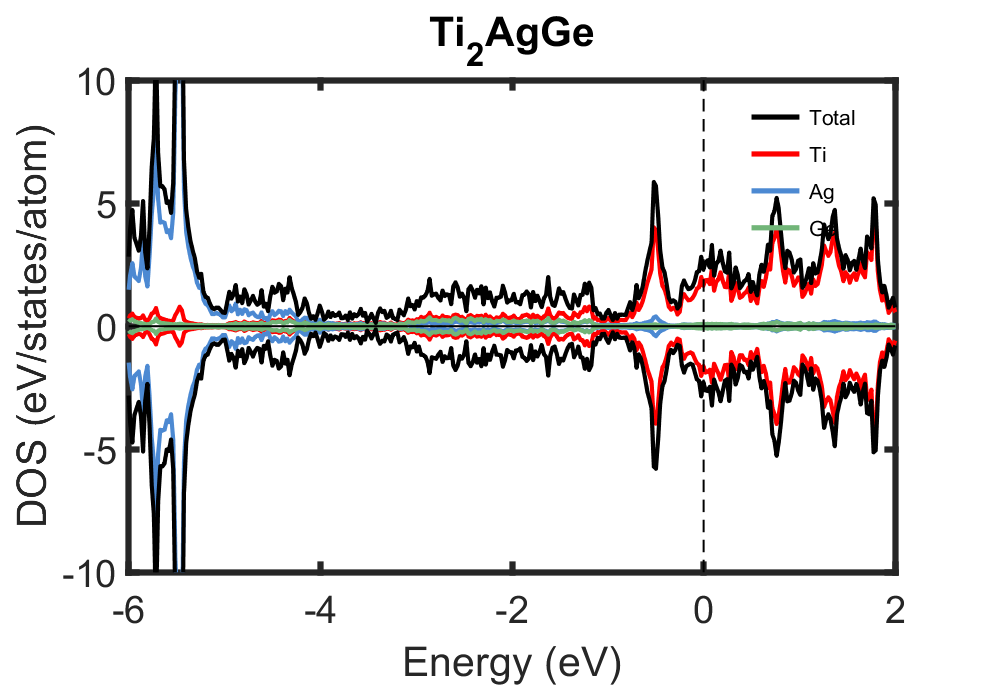 Ti₂AgGe
DOS (eV/states/atom)
10
5
0
-5
-10
Total
Ti
Ag
Ge
-6 -4 -2 0 2
Energy (eV)